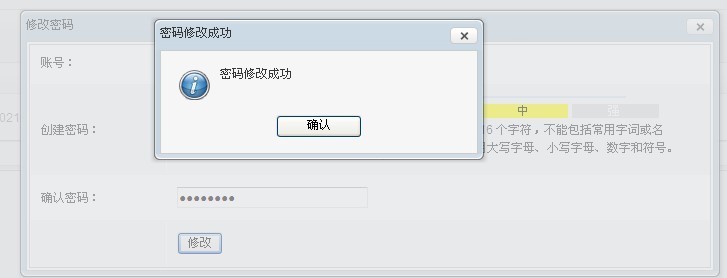 修改密码
密码修改成功
账号：
密码修改成功
确认
中
强
021
创建密码：
6 个字符，不能包括常用字词或名
大写字母、小写字母、数字和符号。
确认密码：
●●●●●●●●
修改